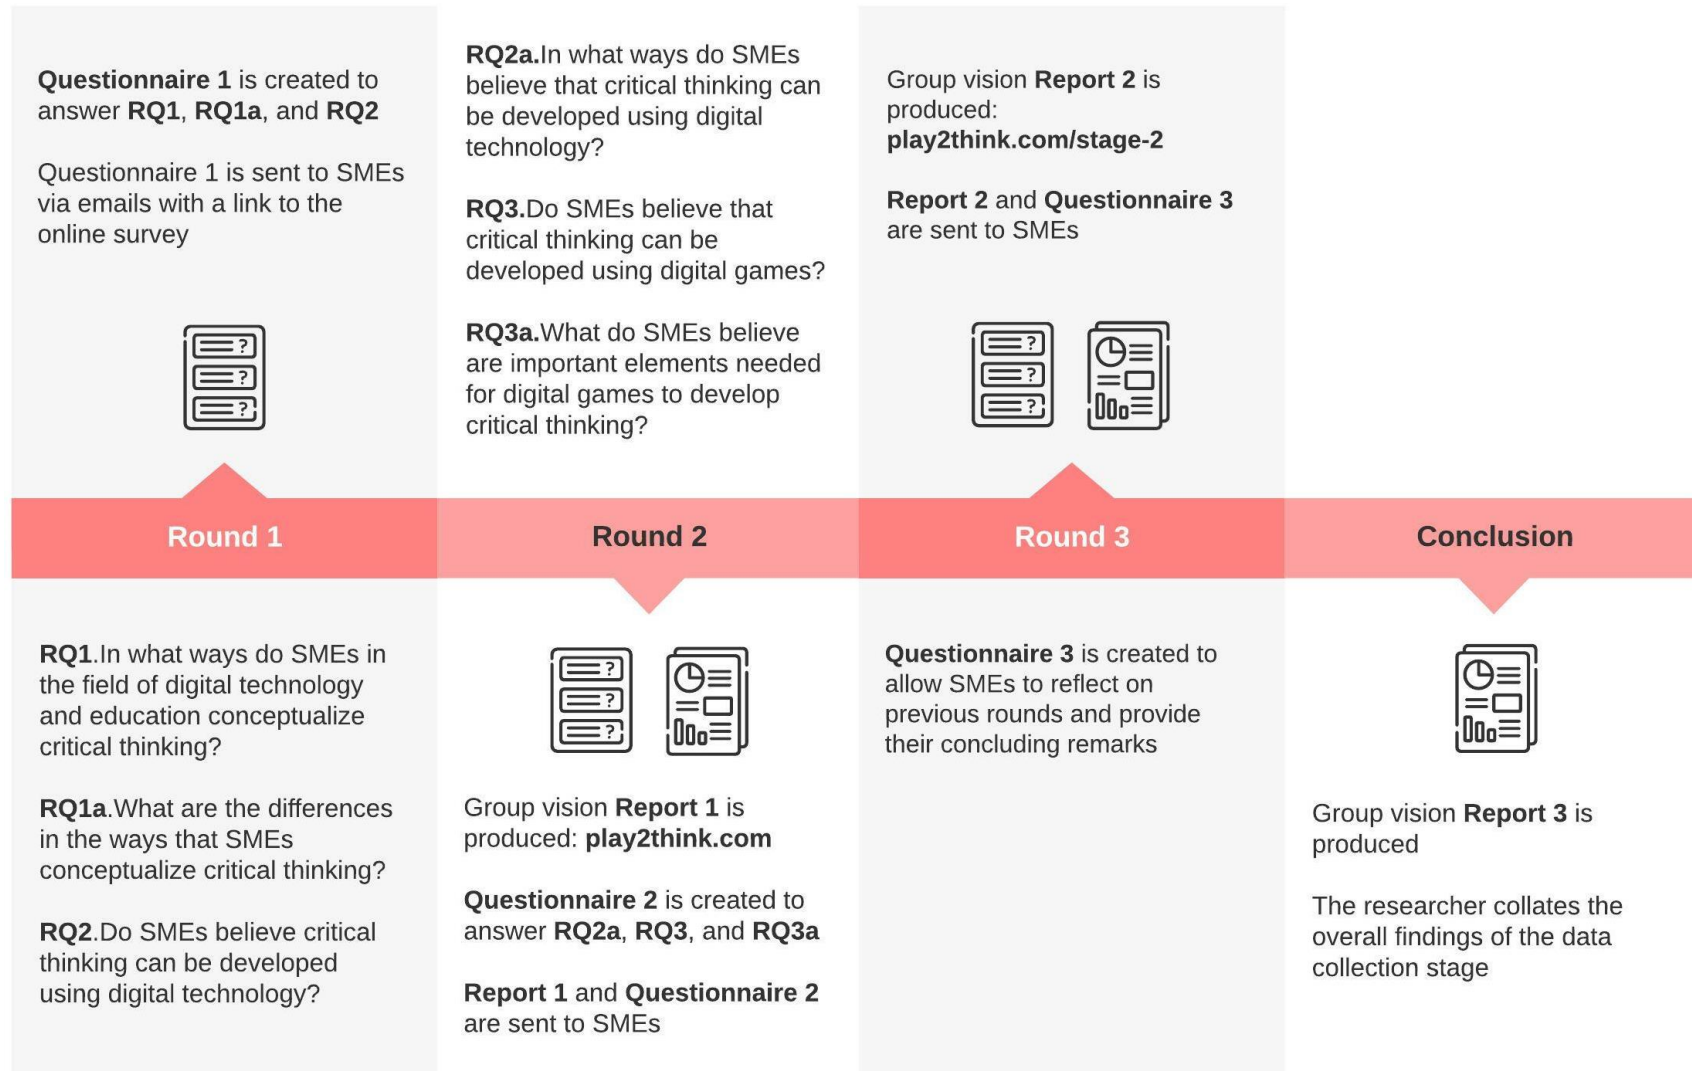 Questionnaire 1 is created to
answer RQ1, RQ1a, and RQ2
Questionnaire 1 is sent to SMEs
via emails with a link to the
online survey
?
?
?
Round 1
RQ1.In what ways do SMEs in
the field of digital technology
and education conceptualize
critical thinking?
RQ1a.What are the differences
in the ways that SMEs
conceptualize critical thinking?
RQ2.Do SMEs believe critical
thinking can be developed
using digital technology?
RQ2a.In what ways do SMEs
believe that critical thinking can
be developed using digital
technology?
RQ3.Do SMEs believe that
critical thinking can be
developed using digital games?
RQ3a.What do SMEs believe
are important elements needed
for digital games to develop
critical thinking?
Round 2
?
?
?
Group vision Report 1 is
produced: play2think.com
Questionnaire 2 is created to
answer RQ2a, RQ3, and RQ3a
Report 1 and Questionnaire 2
are sent to SMEs
Group vision Report 2 is
produced:
play2think.com/stage-2
Report 2 and Questionnaire 3
are sent to SMEs
?
?
?
Round 3
Questionnaire 3 is created to
allow SMEs to reflect on
previous rounds and provide
their concluding remarks
Conclusion
Group vision Report 3 is
produced
The researcher collates the
overall findings of the data
collection stage